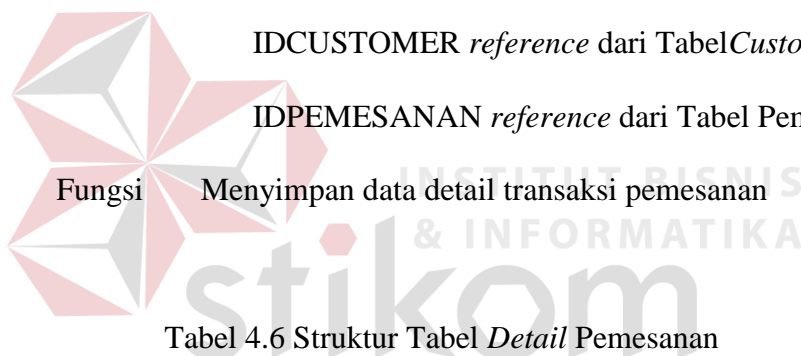 IDCUSTOMER reference dari TabelCusto
IDPEMESANAN reference dari Tabel Pem
INSTITUT BISNIS
Fungsi Menyimpan data detail transaksi pemesanan
& INFORMATIKA
stikom
Tabel 4.6 Struktur Tabel Detail Pemesanan